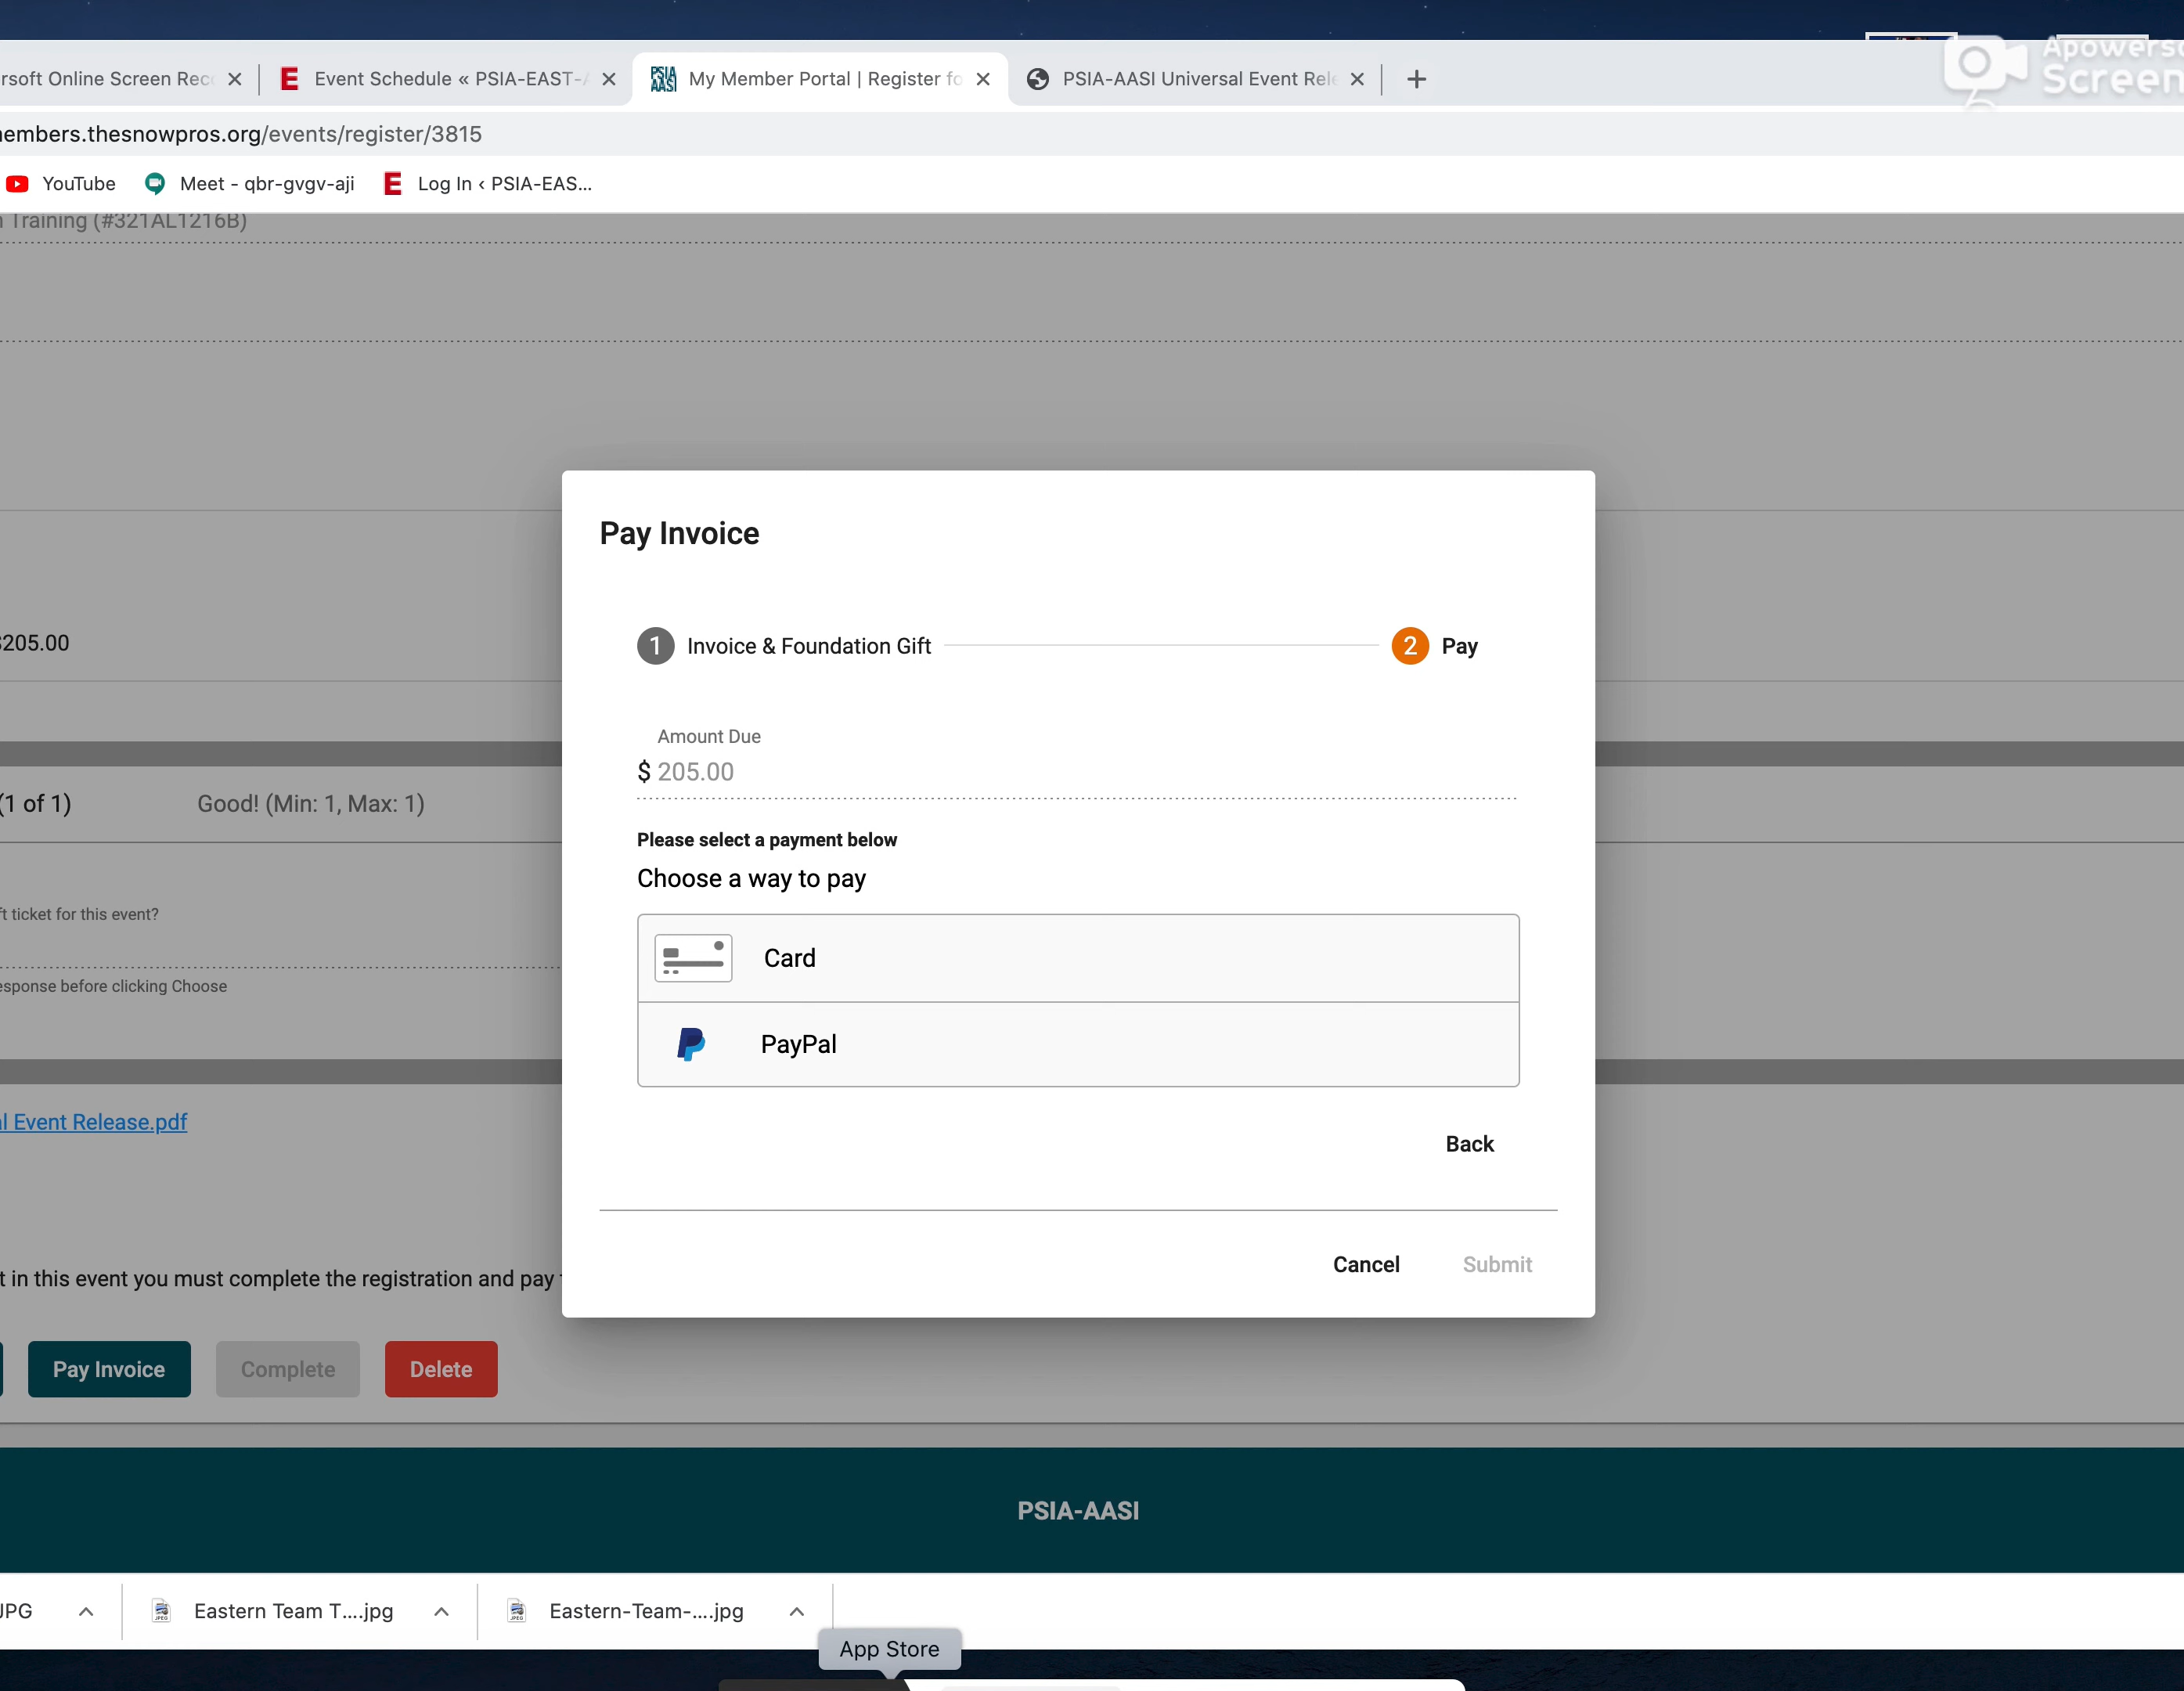 Apowers
Screen
rsoft Online Screen Rec
Event Schedule « PSIA-EAST-A
My Member Portal | Register fo
PSIA-AASI Universal Event Rele
embers.thesnowpros.org/events/register/3815
YouTube
Meet - qbr-gvgv-aji
Log In ‹ PSIA-EAS...
Training (#321AL1216B)
$205.00
(1 of 1)
Good! (Min: 1, Max: 1)
ft ticket for this event?
esponse before clicking Choose
al Event Release.pdf
t in this event you must complete the registration and pay
Pay Invoice
Complete
Delete
Pay Invoice
1 Invoice & Foundation Gift
2 Pay
Amount Due
$ 205.00
Please select a payment below
Choose a way to pay
Card
PayPal
Back
Cancel
Submit
PSIA-AASI
JPG
Eastern Team T....jpg
Eastern-Team-....jpg
App Store